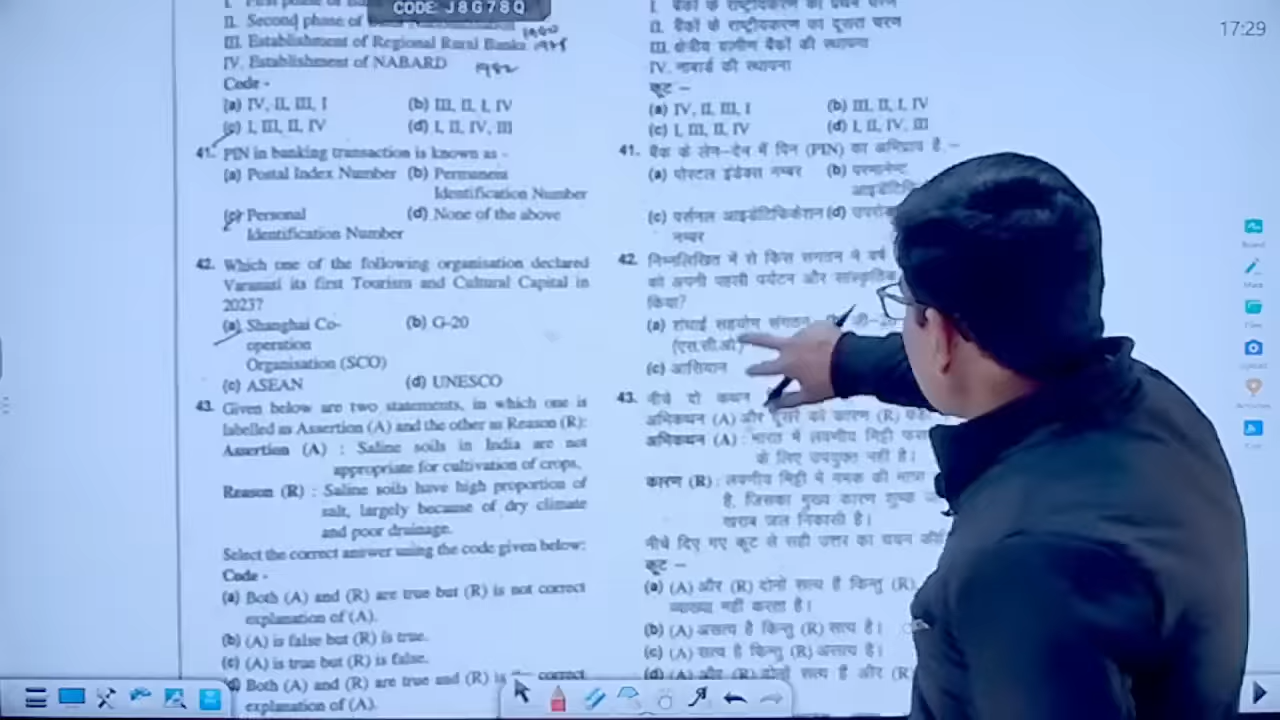 CODE: J8G78Q
17:29
II. Second phase of
III. Establishment of Regional Rural Banks
IV. Establishment of NABARD 1982
Code -
(a) IV, II, III, I (b) III, II, I, IV
(c) I, III, II, IV (d) I, II, IV, III
41. PIN in banking transaction is known as -
(a) Postal Index Number (b) Permanent
Identification Number
(c) Personal (d) None of the above
Identification Number
42. Which one of the following organisation declared
Varanasi its first Tourism and Cultural Capital in
2023?
(a) Shanghai Co- (b) G-20
operation
Organisation (SCO)
(c) ASEAN (d) UNESCO
43. Given below are two statements, in which one is
labelled as Assertion (A) and the other as Reason (R):
Assertion (A) : Saline soils in India are not
appropriate for cultivation of crops.
Reason (R) : Saline soils have high proportion of
salt, largely because of dry climate
and poor drainage.
Select the correct answer using the code given below:
Code -
(a) Both (A) and (R) are true but (R) is not correct
explanation of (A).
(b) (A) is false but (R) is true.
(c) (A) is true but (R) is false.
(d) Both (A) and (R) are true and (R) is the correct
explanation of (A).
I. बैंकों के राष्ट्रीयकरण का प्रथम चरण
II. बैंकों के राष्ट्रीयकरण का दूसरा चरण
III. क्षेत्रीय ग्रामीण बैंकों की स्थापना
IV. नाबार्ड की स्थापना
कूट –
(a) IV, II, III, I (b) III, II, I, IV
(c) I, III, II, IV (d) I, II, IV, III
41. बैंक के लेन-देन में पिन (PIN) का अभिप्राय है –
(a) पोस्टल इंडेक्स नम्बर (b) परमानेन्ट
(c) पर्सनल आइडेंटिफिकेशन (d)
नम्बर
42. निम्नलिखित में से किस संगठन ने वर्ष
को अपनी पहली पर्यटन और सांस्कृतिक
किया?
(a) शंघाई सहयोग संगठन
(एस.सी.ओ)
(c) आसियान
43. नीचे दो कथन
अभिकथन (A) और दूसरे को कारण (R)
अभिकथन (A) : भारत में लवणीय मिट्टी
के लिए उपयुक्त नहीं है।
कारण (R) : लवणीय मिट्टी में नमक की मात्रा
है, जिसका मुख्य कारण शुष्क
खराब जल निकासी है।
नीचे दिए गए कूट से सही उत्तर का चयन
कूट –
(a) (A) और (R) दोनों सत्य हैं किन्तु (R)
व्याख्या नहीं करता है।
(b) (A) असत्य है किन्तु (R) सत्य है।
(c) (A) सत्य है किन्तु (R) असत्य है।
(d) (A) और (R) दोनों सत्य हैं और (R)